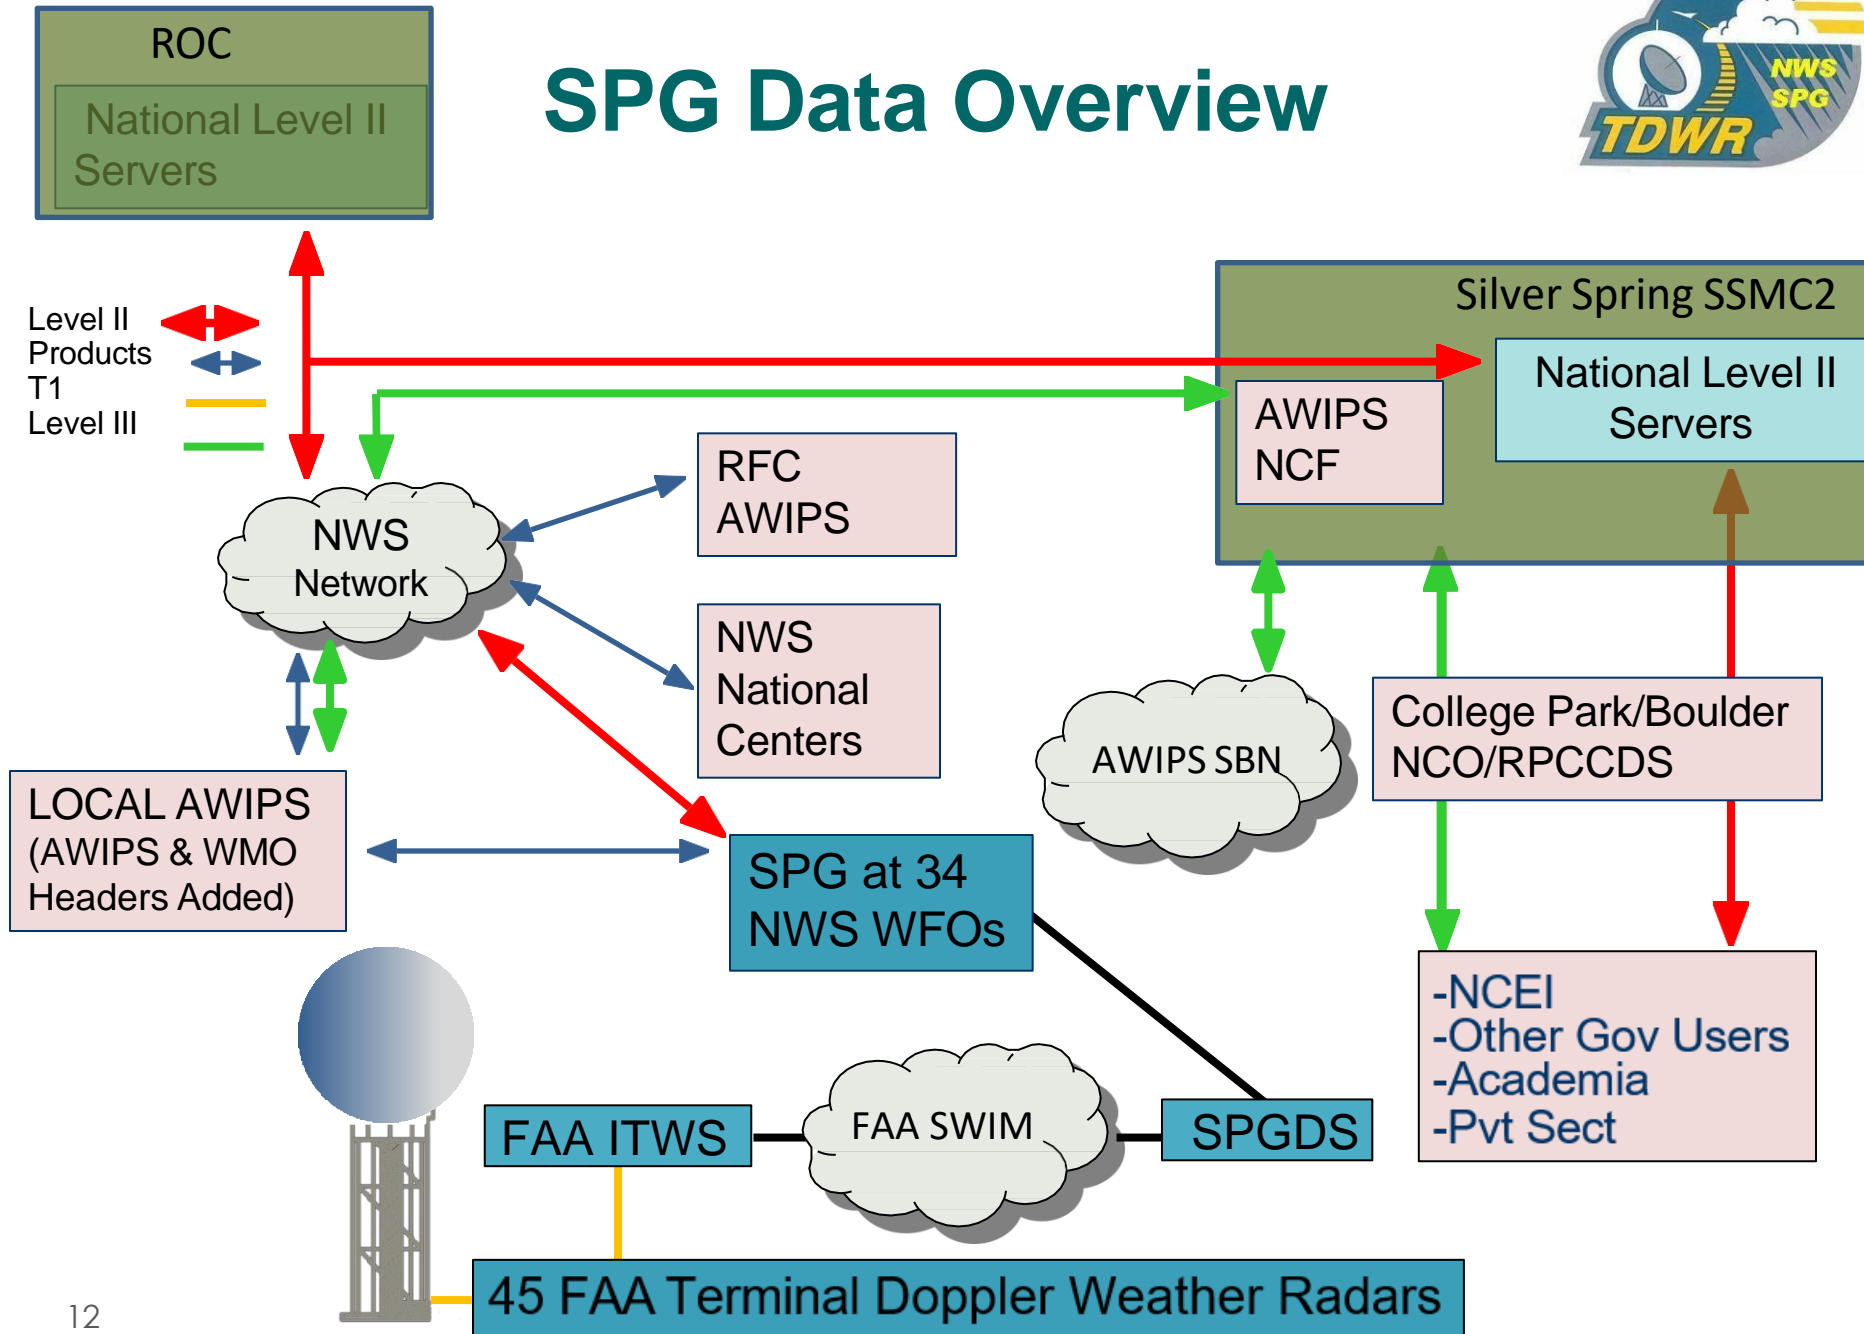 ROC
National Level II
Servers
SPG Data Overview
NWS
SPG
TDWR
Level II
Products
T1
Level III
Silver Spring SSMC2
National Level II
Servers
AWIPS
NCF
RFC
AWIPS
NWS
Network
NWS
National
Centers
AWIPS SBN
College Park/Boulder
NCO/RPCCDS
LOCAL AWIPS
(AWIPS & WMO
Headers Added)
SPG at 34
NWS WFOs
-NCEI
-Other Gov Users
-Academia
-Pvt Sect
FAA ITWS
FAA SWIM
SPGDS
45 FAA Terminal Doppler Weather Radars
12